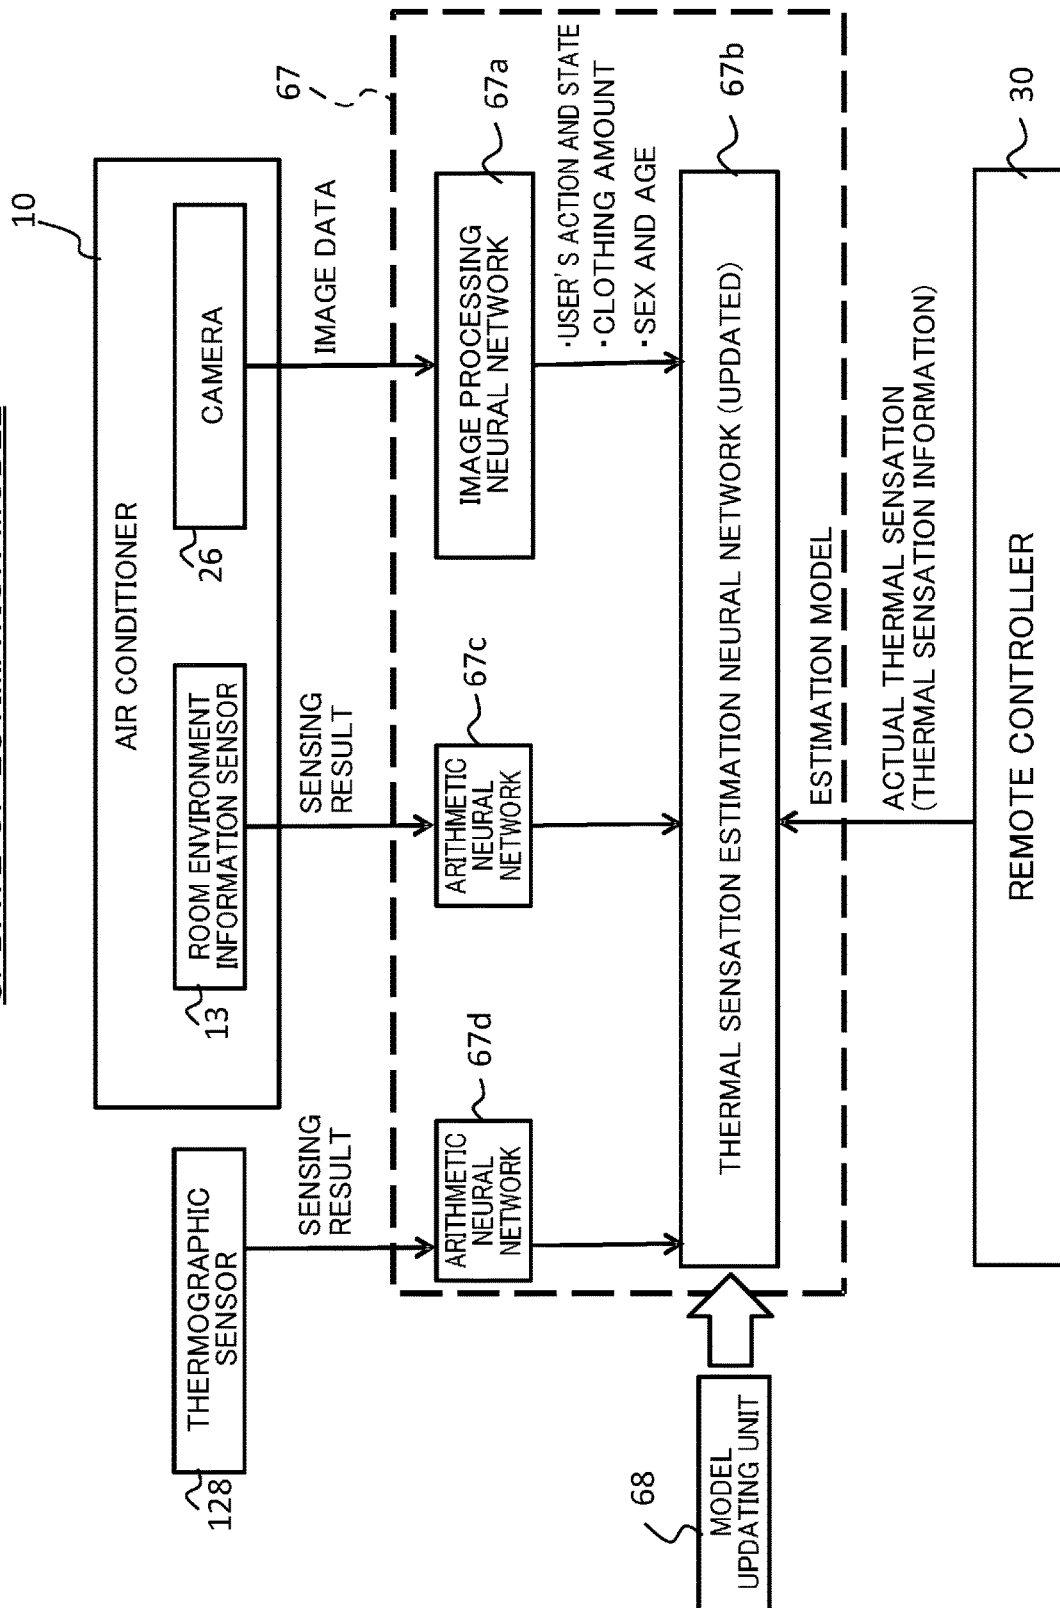 10
AIR CONDITIONER
THERMOGRAPHIC
SENSOR
128
ROOM ENVIRONMENT
INFORMATION SENSOR
13
CAMERA
26
SENSING
RESULT
SENSING
RESULT
IMAGE DATA
67
ARITHMETIC
NEURAL
NETWORK
67d
ARITHMETIC
NEURAL
NETWORK
67c
IMAGE PROCESSING
NEURAL NETWORK
67a
・USER'S ACTION AND STATE
・CLOTHING AMOUNT
・SEX AND AGE
68
MODEL
UPDATING UNIT
THERMAL SENSATION ESTIMATION NEURAL NETWORK (UPDATED)
67b
ESTIMATION MODEL
ACTUAL THERMAL SENSATION
(THERMAL SENSATION INFORMATION)
REMOTE CONTROLLER
30